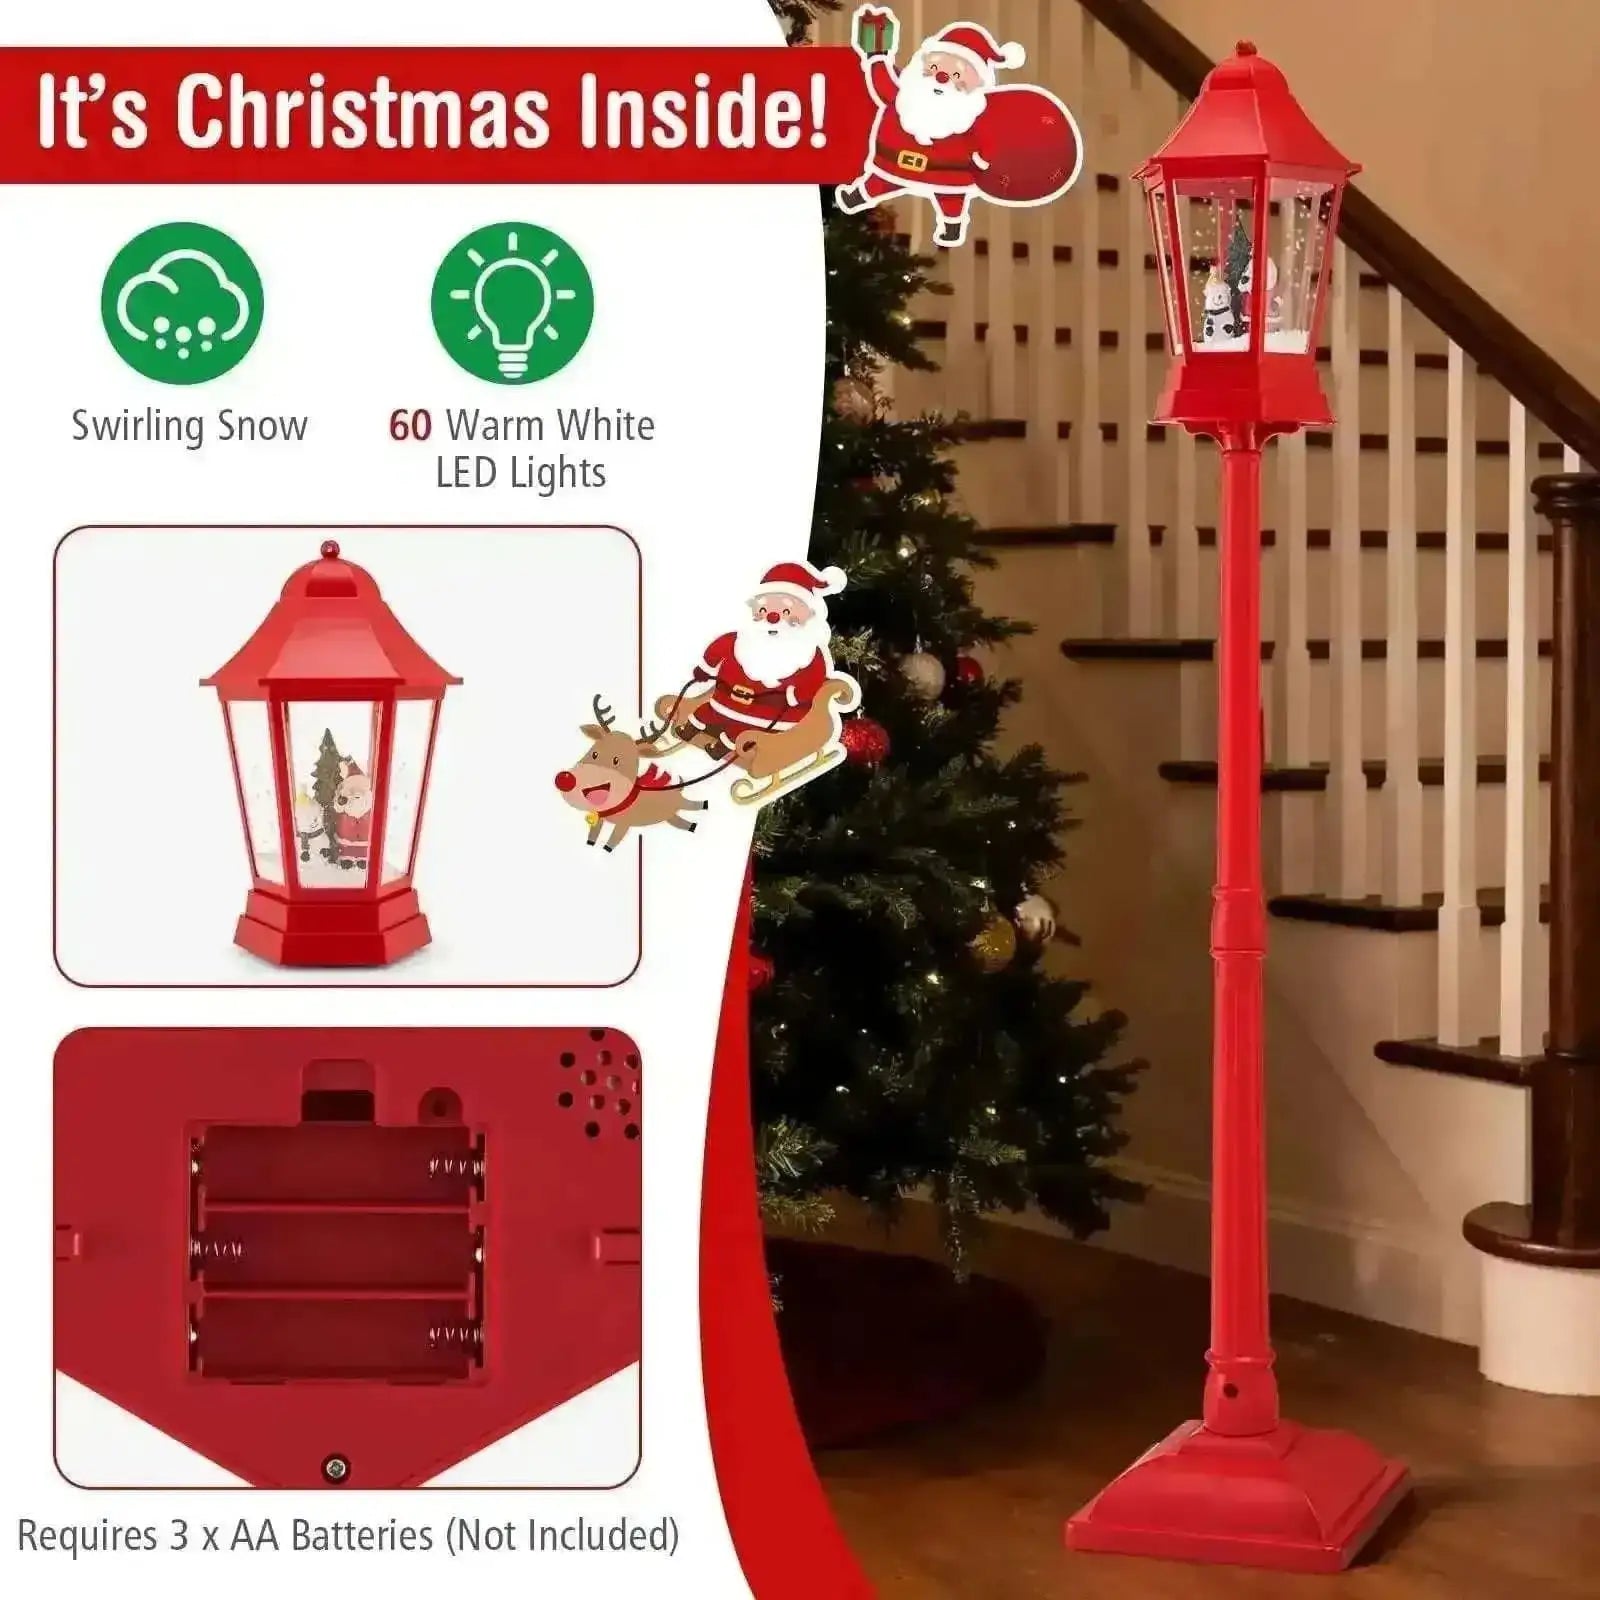 It's Christmas Inside!
Swirling Snow
60 Warm White
LED Lights
Requires 3 x AA Batteries (Not Included)